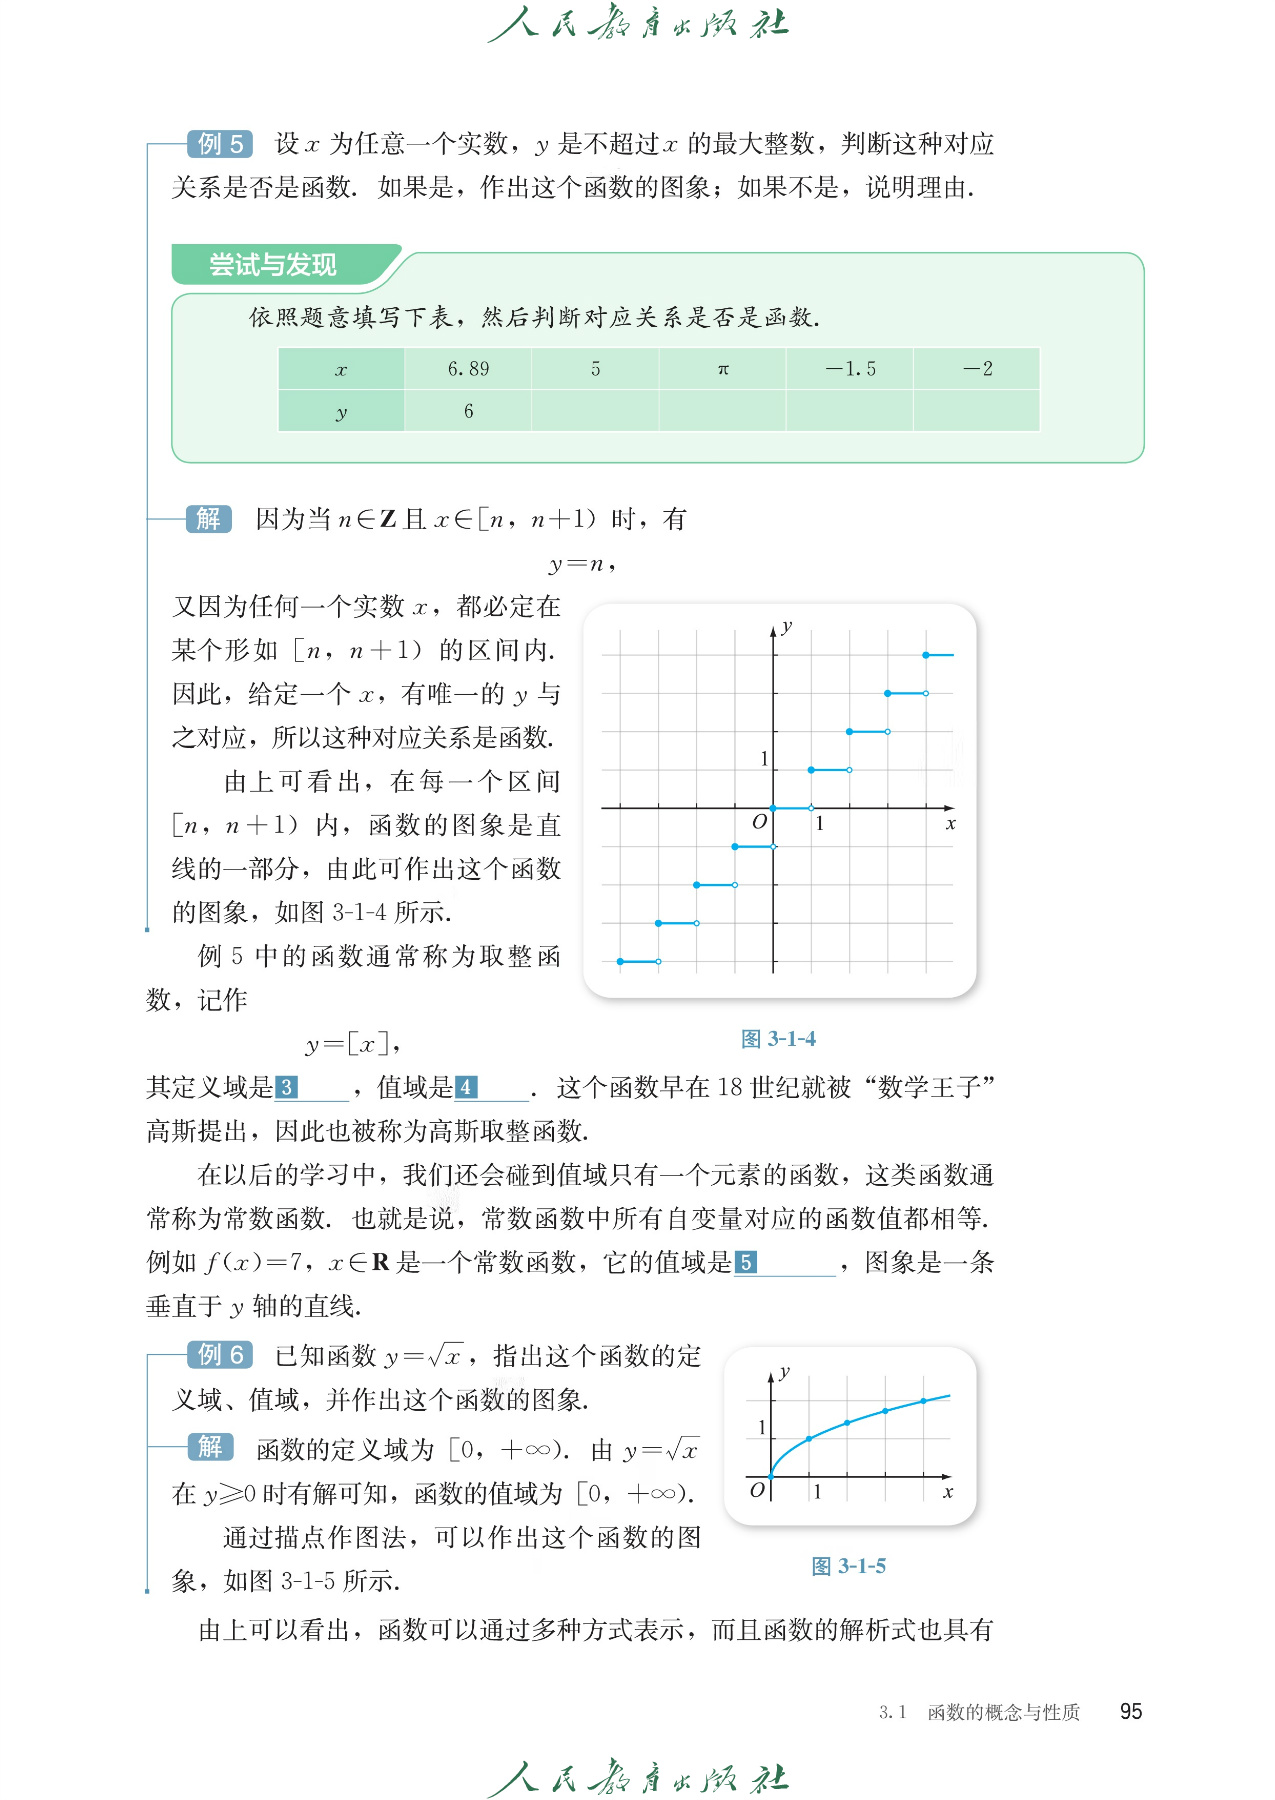 人民教育出版社
例 5 设 x 为任意一个实数，y 是不超过 x 的最大整数，判断这种对应
关系是否是函数．如果是，作出这个函数的图象；如果不是，说明理由．
尝试与发现
依照题意填写下表，然后判断对应关系是否是函数．
x 6.89 5 π －1.5 －2
y 6
解 因为当 n∈Z 且 x∈[n，n＋1）时，有
y＝n，
又因为任何一个实数 x，都必定在
某个形如［n，n＋1）的区间内．
因此，给定一个 x，有唯一的 y 与
之对应，所以这种对应关系是函数．
由上可看出，在每一个区间
［n，n＋1）内，函数的图象是直
线的一部分，由此可作出这个函数
的图象，如图 3-1-4 所示．
例 5 中的函数通常称为取整函
数，记作
y＝[x]，
y
1
O 1 x
图 3-1-4
其定义域是 3 ，值域是 4 ．这个函数早在 18 世纪就被“数学王子”
高斯提出，因此也被称为高斯取整函数．
在以后的学习中，我们还会碰到值域只有一个元素的函数，这类函数通
常称为常数函数．也就是说，常数函数中所有自变量对应的函数值都相等．
例如 f(x)＝7，x∈R 是一个常数函数，它的值域是 5 ，图象是一条
垂直于 y 轴的直线．
例 6 已知函数 y＝√x，指出这个函数的定
义域、值域，并作出这个函数的图象．
解 函数的定义域为［0，＋∞）．由 y＝√x
在 y≥0 时有解可知，函数的值域为［0，＋∞）．
通过描点作图法，可以作出这个函数的图
象，如图 3-1-5 所示．
y
1
O 1 x
图 3-1-5
由上可以看出，函数可以通过多种方式表示，而且函数的解析式也具有
3.1 函数的概念与性质 95
人民教育出版社